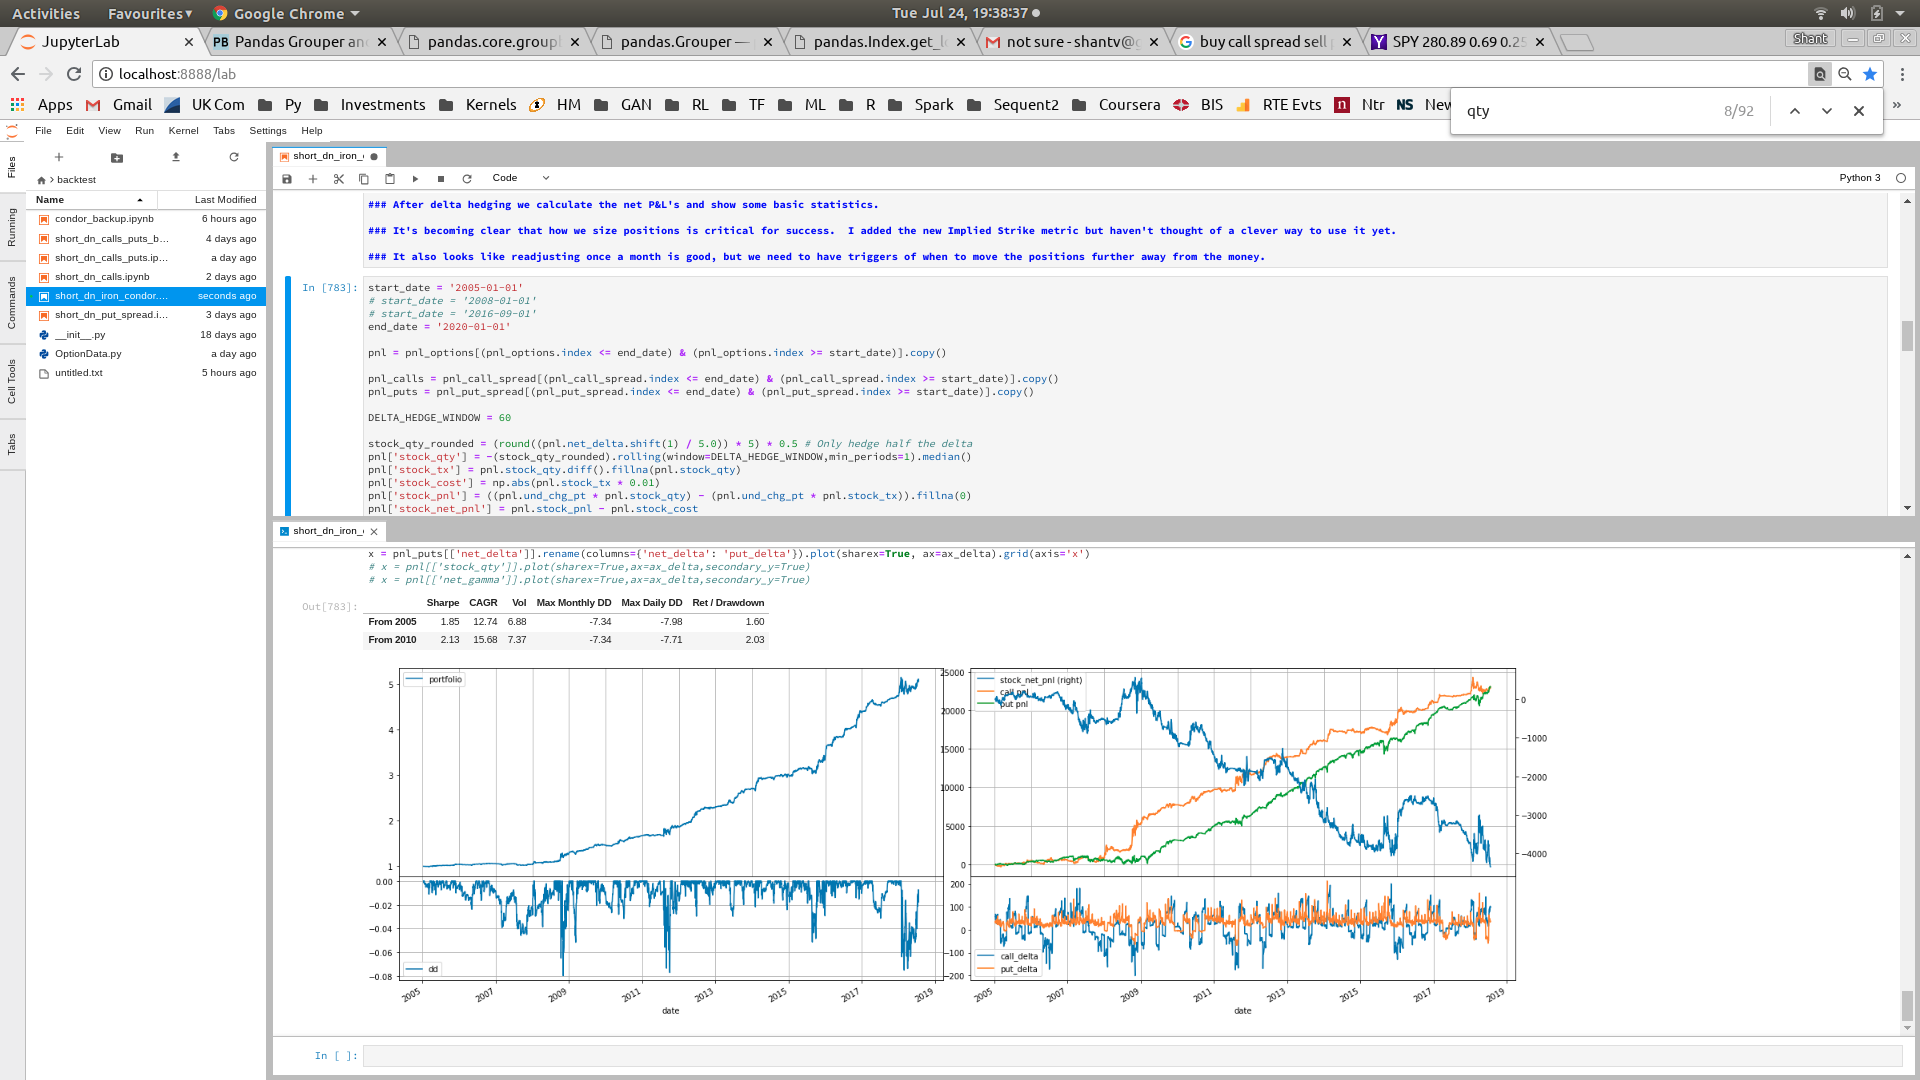 Activities
Favourites
Google Chrome
Tue Jul 24, 19:38:37
JupyterLab
Pandas Grouper an
pandas.core.group
pandas.Grouper —
pandas.Index.get_l
not sure - shantv@
buy call spread sell
SPY 280.89 0.69 0.25
Shant
localhost:8888/lab
Apps
Gmail
UK Com
Py
Investments
Kernels
HM
GAN
RL
TF
ML
R
Spark
Sequent2
Coursera
BIS
RTE Evts
Ntr
New
qty
8/92
File Edit View Run Kernel Tabs Settings Help
Files
Running
Commands
Cell Tools
Tabs
backtest
Name Last Modified
condor_backup.ipynb 6 hours ago
short_dn_calls_puts_b... 4 days ago
short_dn_calls_puts.ip... a day ago
short_dn_calls.ipynb 2 days ago
short_dn_iron_condor.... seconds ago
short_dn_put_spread.i... 3 days ago
__init__.py 18 days ago
OptionData.py a day ago
untitled.txt 5 hours ago
short_dn_iron_
Code
Python 3
### After delta hedging we calculate the net P&L's and show some basic statistics.
### It's becoming clear that how we size positions is critical for success.  I added the new Implied Strike metric but haven't thought of a clever way to use it yet.
### It also looks like readjusting once a month is good, but we need to have triggers of when to move the positions further away from the money.
In [783]:
start_date = '2005-01-01'
# start_date = '2008-01-01'
# start_date = '2016-09-01'
end_date = '2020-01-01'
pnl = pnl_options[(pnl_options.index <= end_date) & (pnl_options.index >= start_date)].copy()
pnl_calls = pnl_call_spread[(pnl_call_spread.index <= end_date) & (pnl_call_spread.index >= start_date)].copy()
pnl_puts = pnl_put_spread[(pnl_put_spread.index <= end_date) & (pnl_put_spread.index >= start_date)].copy()
DELTA_HEDGE_WINDOW = 60
stock_qty_rounded = (round((pnl.net_delta.shift(1) / 5.0)) * 5) * 0.5 # Only hedge half the delta
pnl['stock_qty'] = -(stock_qty_rounded).rolling(window=DELTA_HEDGE_WINDOW,min_periods=1).median()
pnl['stock_tx'] = pnl.stock_qty.diff().fillna(pnl.stock_qty)
pnl['stock_cost'] = np.abs(pnl.stock_tx * 0.01)
pnl['stock_pnl'] = ((pnl.und_chg_pt * pnl.stock_qty) - (pnl.und_chg_pt * pnl.stock_tx)).fillna(0)
pnl['stock_net_pnl'] = pnl.stock_pnl - pnl.stock_cost
short_dn_iron_
x = pnl_puts[['net_delta']].rename(columns={'net_delta': 'put_delta'}).plot(sharex=True, ax=ax_delta).grid(axis='x')
# x = pnl[['stock_qty']].plot(sharex=True,ax=ax_delta,secondary_y=True)
# x = pnl[['net_gamma']].plot(sharex=True,ax=ax_delta,secondary_y=True)
Out[783]:
Sharpe CAGR Vol Max Monthly DD Max Daily DD Ret / Drawdown
From 2005 1.85 12.74 6.88 -7.34 -7.98 1.60
From 2010 2.13 15.68 7.37 -7.34 -7.71 2.03
portfolio
5
4
3
2
1
0.00
−0.02
−0.04
−0.06
−0.08
dd
2005 2007 2009 2011 2013 2015 2017 2019
date
stock_net_pnl (right)
call pnl
put pnl
25000
20000
15000
10000
5000
0
0
−1000
−2000
−3000
−4000
200
100
0
−100
−200
call_delta
put_delta
2005 2007 2009 2011 2013 2015 2017 2019
date
In [ ]: